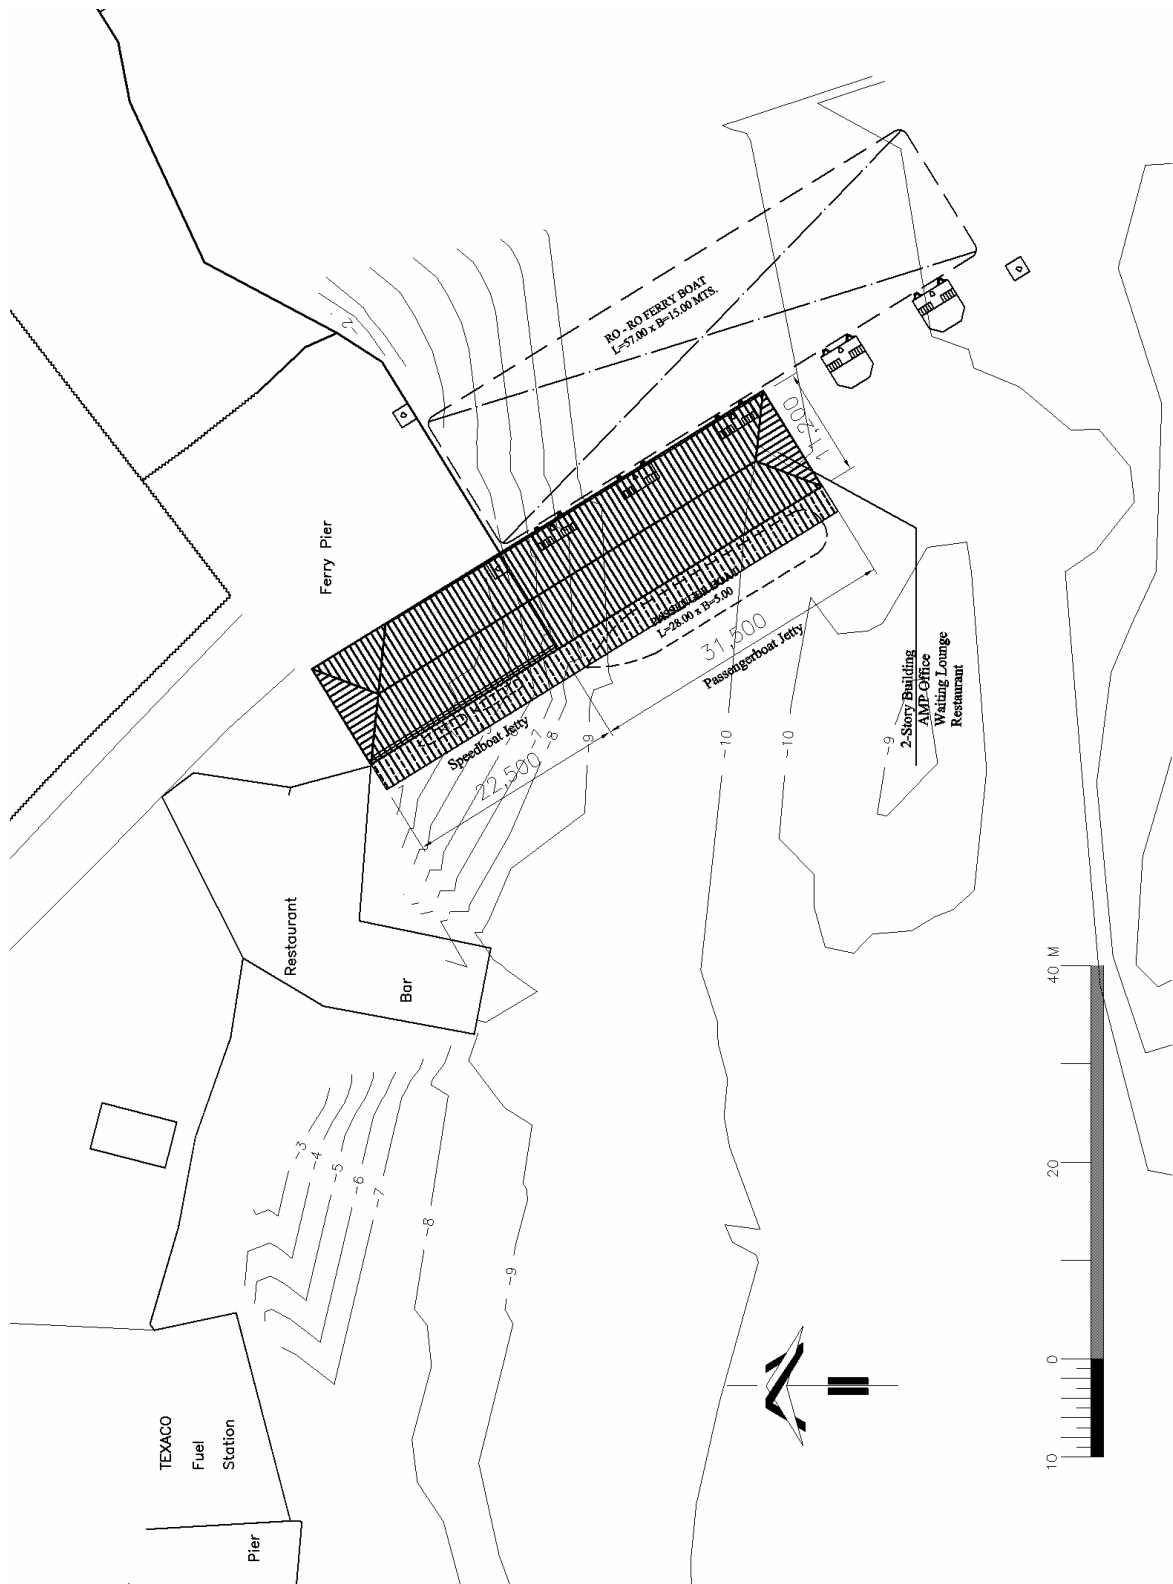 -2
RO - RO FERRY BOAT
L=57.00 x B=15.00 MTS.
11,200
Ferry Pier
L=28.00 x B=5.00
31,500
Passengerboat Jetty
Speedboat Jetty
22,500
-7
-8
-9
-10
-10
-9
2-Story Building
AMP Office
Waiting Lounge
Restaurant
Restaurant
Bar
-3
-4
-5
-6
-7
-8
-9
TEXACO
Fuel
Station
Pier
10
0
20
40 M